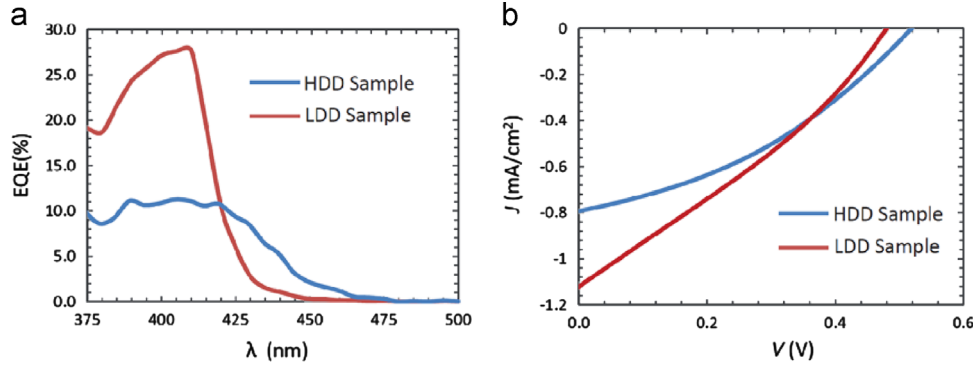 a
30.0
25.0
20.0
15.0
10.0
5.0
0.0
EQE(%)
HDD Sample
LDD Sample
375
400
425
450
475
500
λ (nm)
b
0
-0.2
-0.4
-0.6
-0.8
-1
-1.2
J (mA/cm²)
HDD Sample
LDD Sample
0.0
0.2
0.4
0.6
V (V)